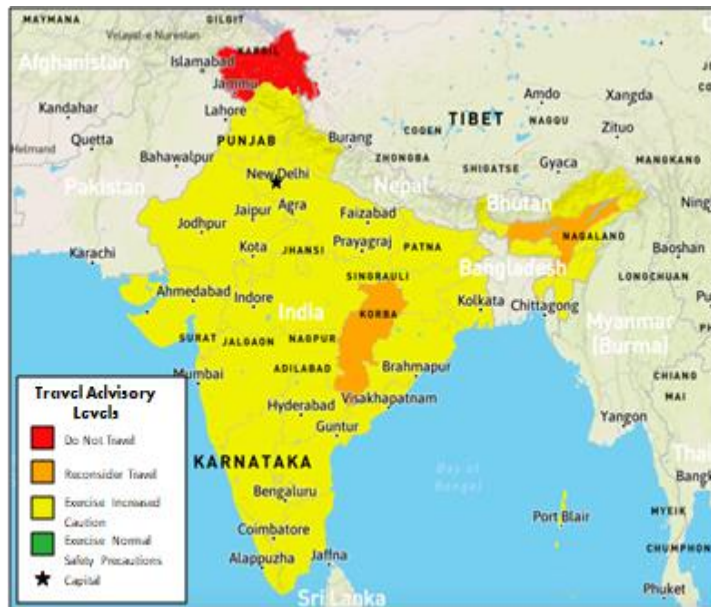 MAYMANA
GILGIT
Velayat-e Nurestan
KARGIL
Afghanistan
Islamabad
Jammu
Amdo
Xangda
Kandahar
Lahore
TIBET
NAGQU
Zituo
Helmand
Quetta
PUNJAB
Burang
COQEN
Bahawalpur
ZHONGBA
SHIGATSE
Gyaca
MANGKANG
New Delhi
Pakistan
Nepal
Jaipur
Agra
Faizabad
Bhutan
Jodhpur
NAGALAND
Baoshan
Karachi
Kota
JHANSI
Prayagraj
PATNA
Bangladesh
SINGRAULI
LONGCHUAN
Ahmedabad
Indore
India
KORBA
Kolkata
Chittagong
Myanmar
(Burma)
SURAT
JALGAON
NAGPUR
Mumbai
ADILABAD
Brahmapur
CHIANG
MAI
Hyderabad
Visakhapatnam
Yangon
Guntur
KARNATAKA
Bay of
Bengal
Bengaluru
Port Blair
MYEIK
Coimbatore
CHUMPHON
Alappuzha
Jaffna
Sri Lanka
Phuket
Travel Advisory
Levels
Do Not Travel
Reconsider Travel
Exercise Increased
Caution
Exercise Normal
Safety Precautions
Capital